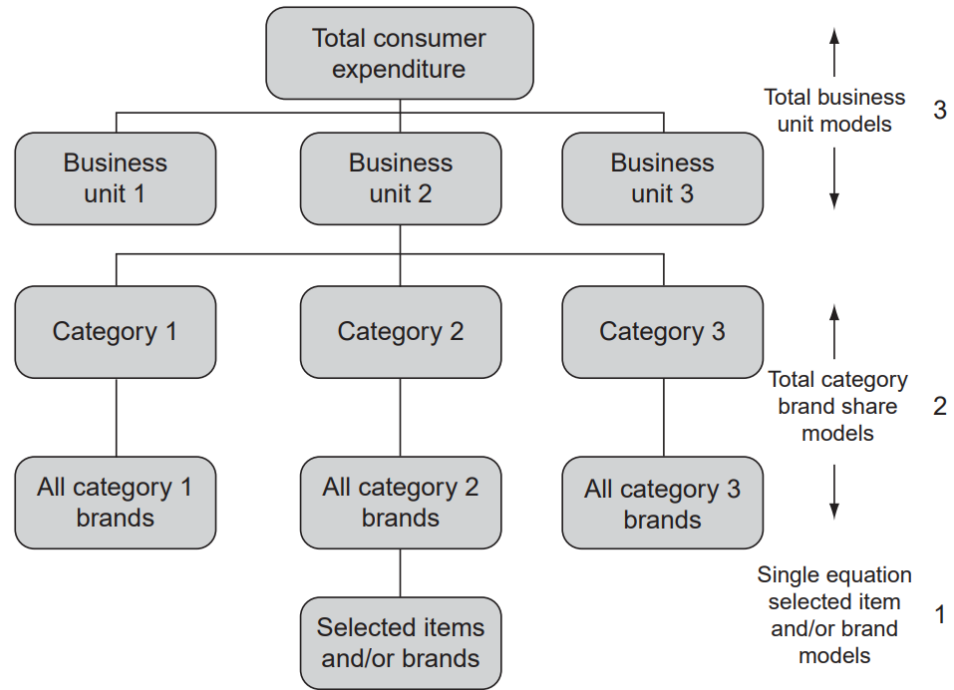 Total consumer
expenditure
Total business
unit models
3
Business
unit 1
Business
unit 2
Business
unit 3
Category 1
Category 2
Category 3
Total category
brand share
models
2
All category 1
brands
All category 2
brands
All category 3
brands
Single equation
selected item
and/or brand
models
1
Selected items
and/or brands